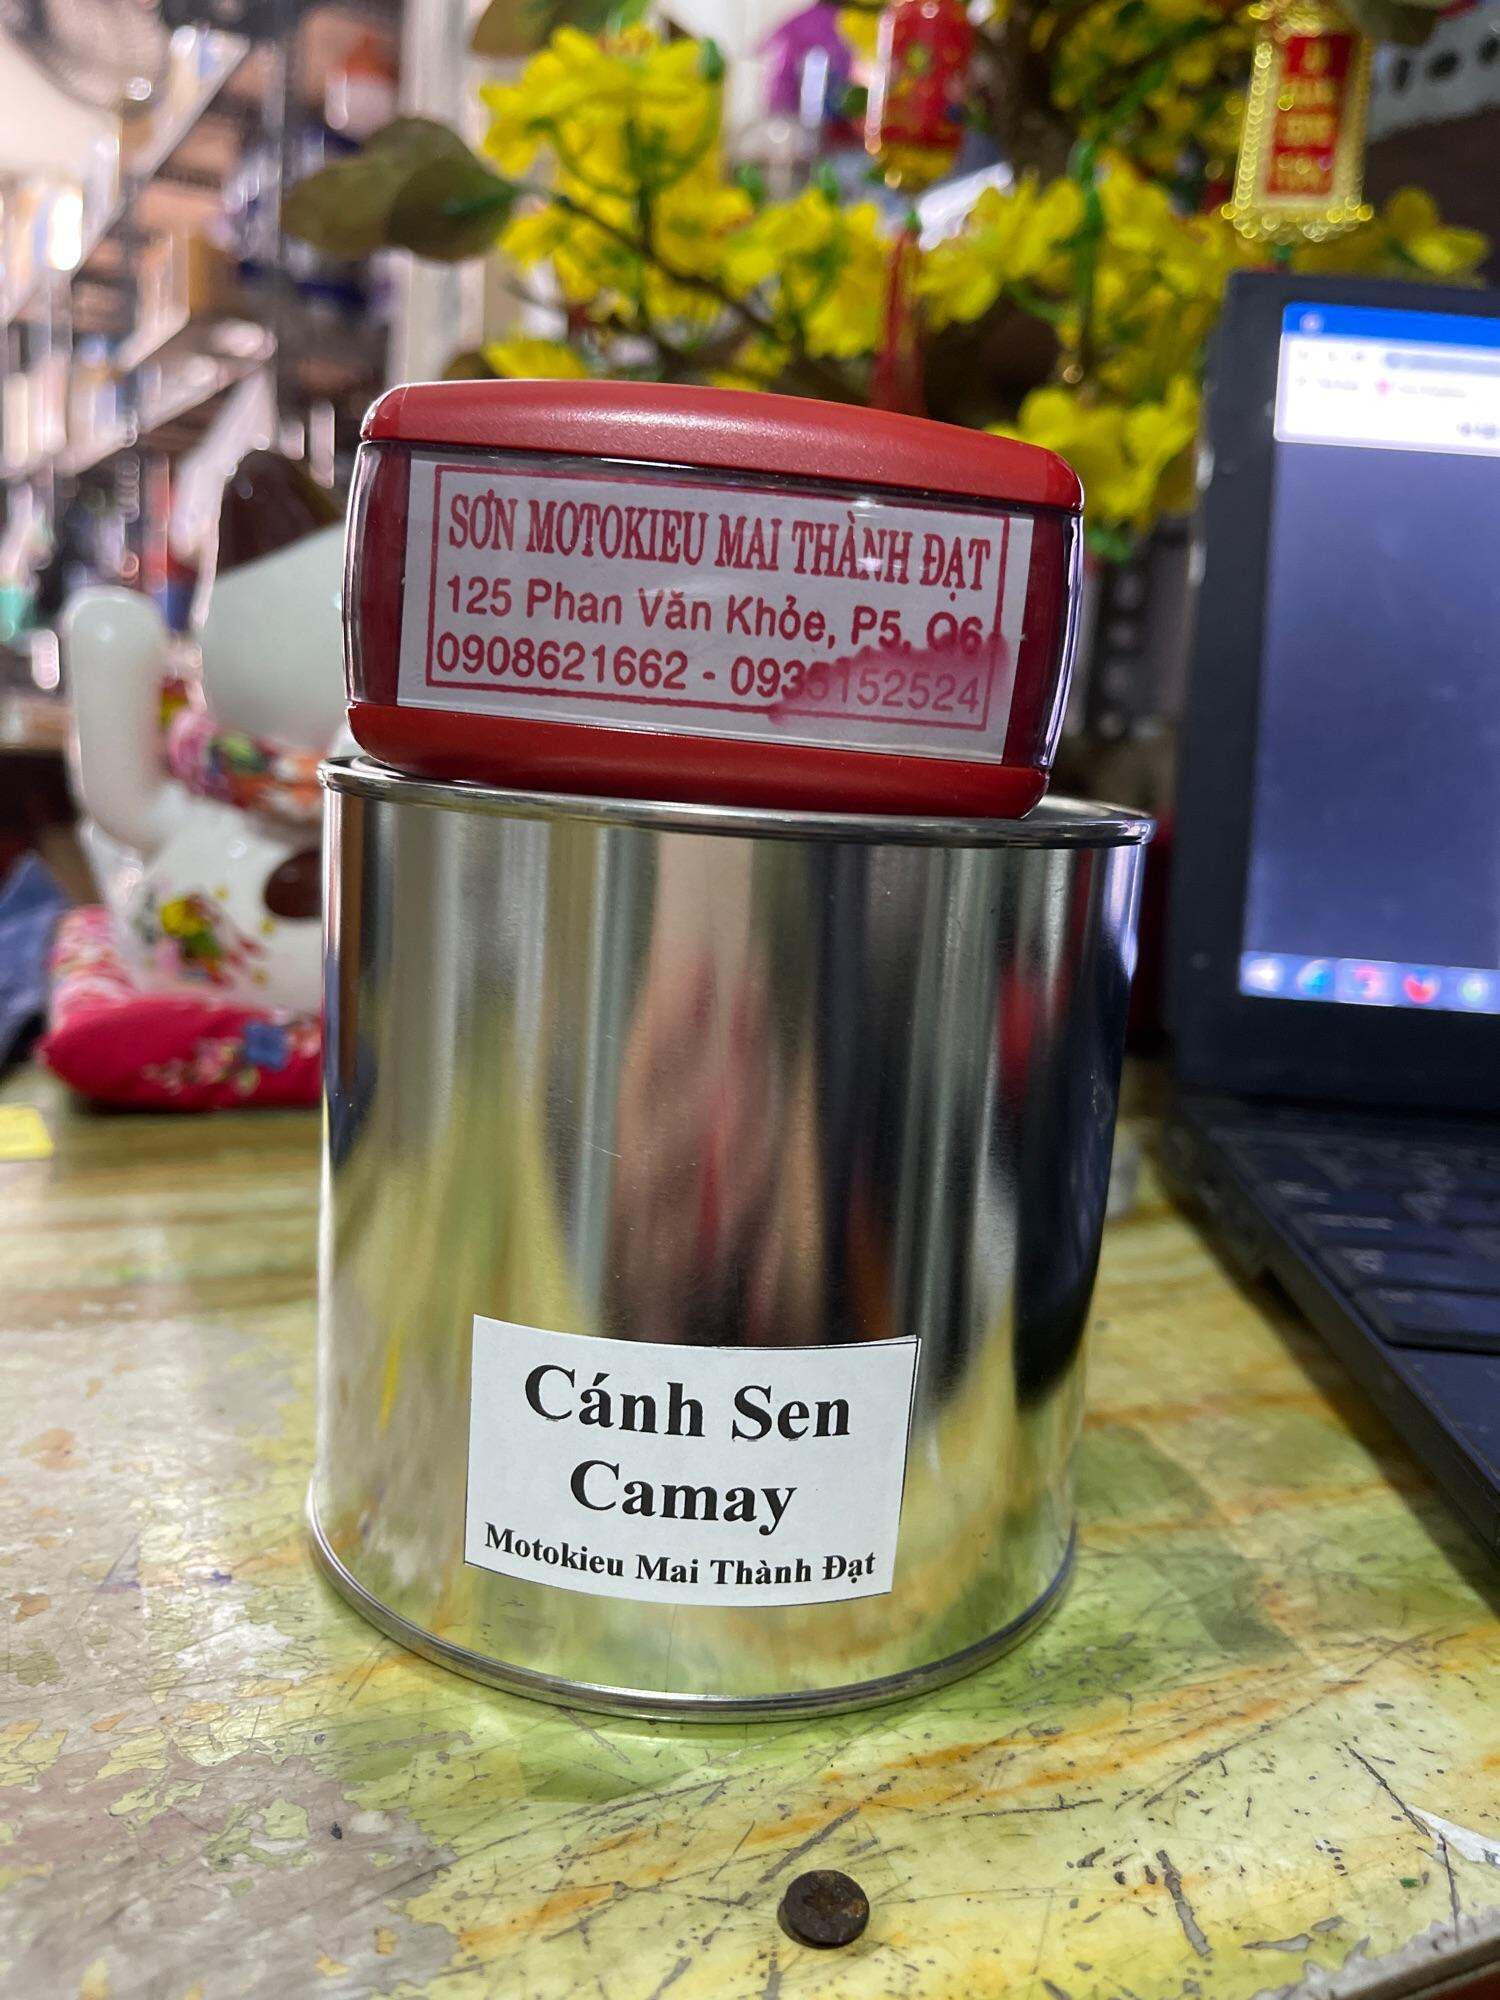 SƠN MOTOKIEU MAI THÀNH ĐẠT
125 Phan Văn Khỏe, P5, Q6
0908621662 - 0935152524
Cánh Sen
Camay
Motokieu Mai Thành Đạt